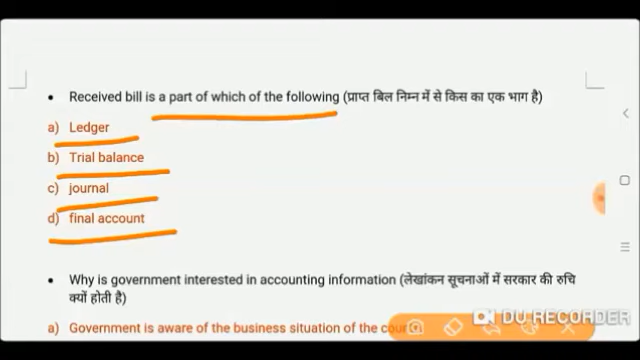 • Received bill is a part of which of the following (प्राप्त बिल निम्न में से किस का एक भाग है)
a) Ledger
b) Trial balance
c) journal
d) final account
• Why is government interested in accounting information (लेखांकन सूचनाओं में सरकार की रुचि
क्यों होती है)
a) Government is aware of the business situation of the
DU RECORDER